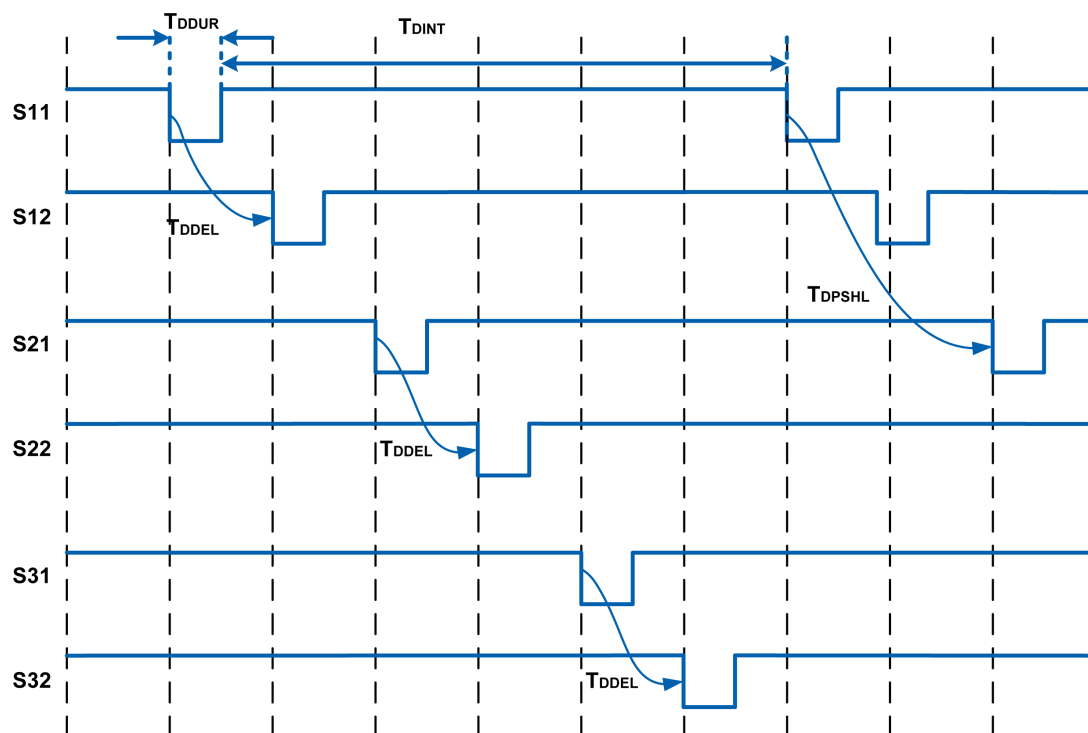 TDDUR
TDINT
S11
S12
TDDEL
TDPSHL
S21
S22
TDDEL
S31
S32
TDDEL